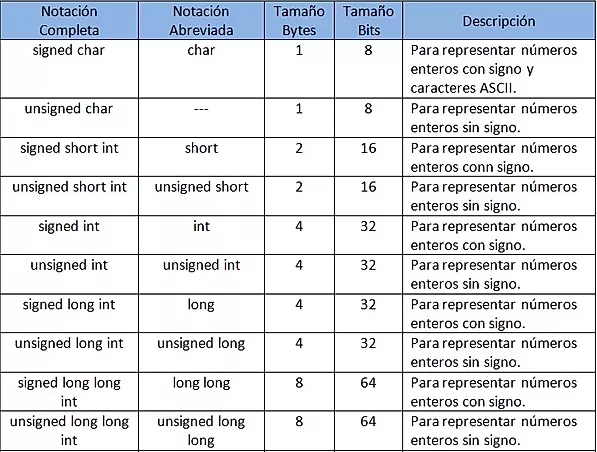 Notación Completa Notación Abreviada Tamaño Bytes Tamaño Bits Descripción
signed char char 1 8 Para representar números
enteros con signo y
caracteres ASCII.
unsigned char --- 1 8 Para representar números
enteros sin signo.
signed short int short 2 16 Para representar números
enteros conn signo.
unsigned short int unsigned short 2 16 Para representar números
enteros sin signo.
signed int int 4 32 Para representar números
enteros con signo.
unsigned int unsigned int 4 32 Para representar números
enteros sin signo.
signed long int long 4 32 Para representar números
enteros con signo.
unsigned long int unsigned long 4 32 Para representar números
enteros sin signo.
signed long long int long long 8 64 Para representar números
enteros con signo.
unsigned long long int unsigned long long 8 64 Para representar números
enteros sin signo.